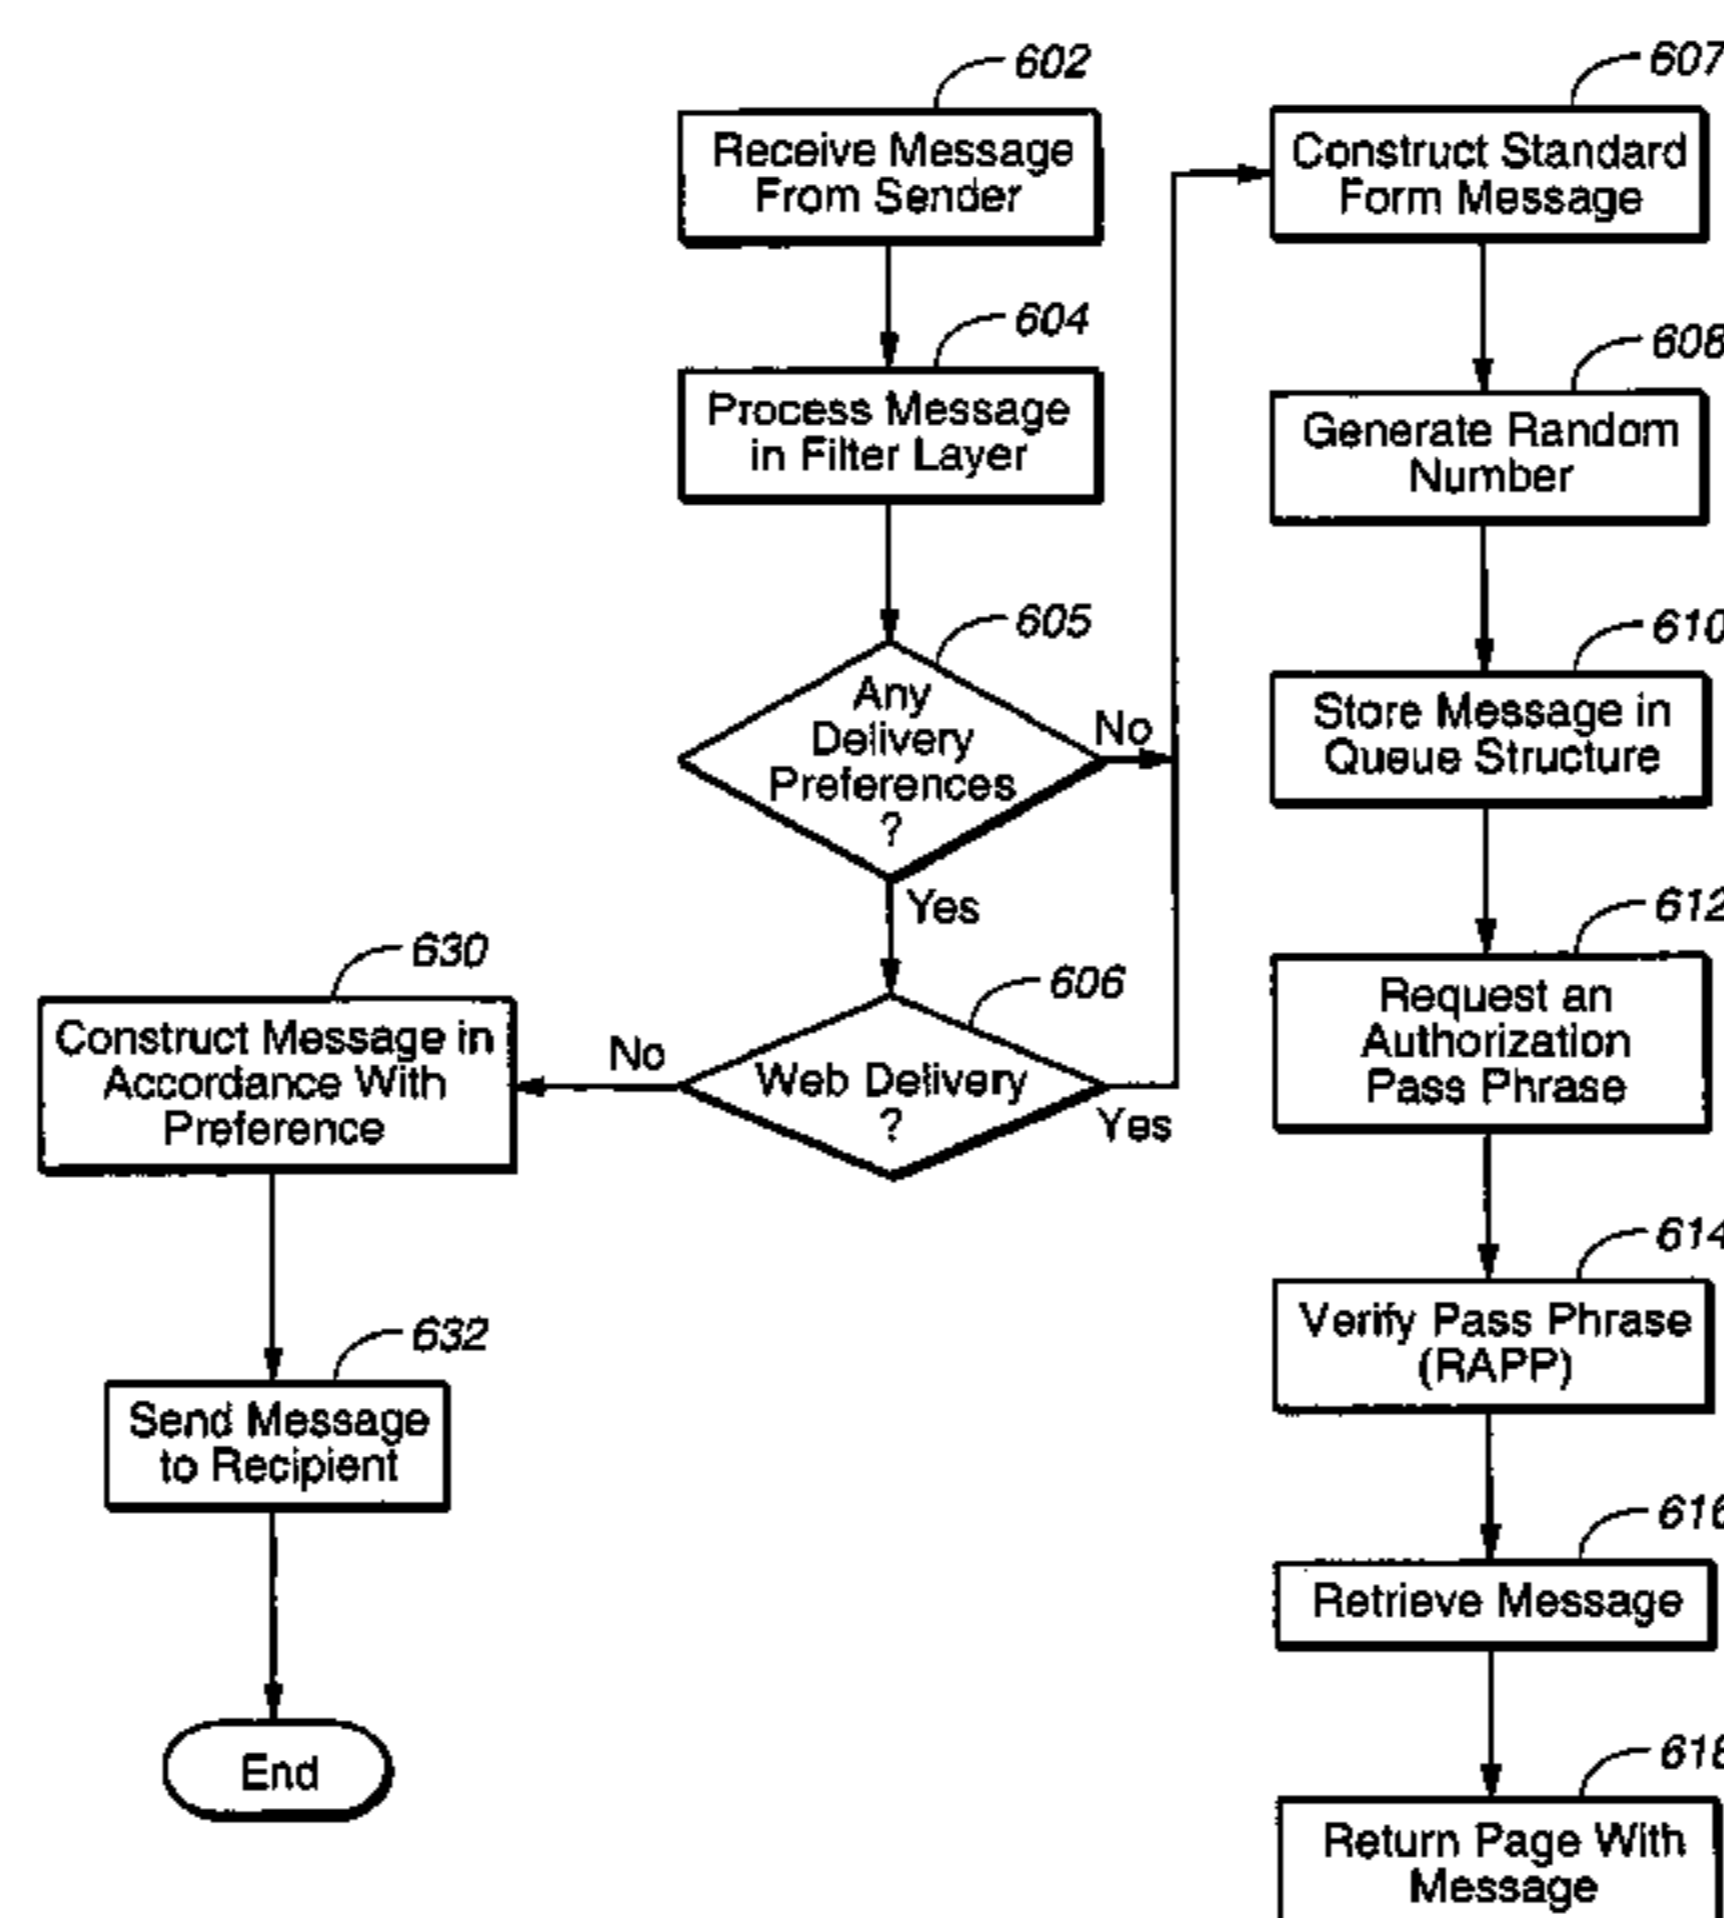 602
Receive Message
From Sender
604
Process Message
in Filter Layer
605
Any
Delivery
Preferences
?
No
Yes
606
Web Delivery
?
No
Yes
630
Construct Message in
Accordance With
Preference
632
Send Message
to Recipient
End
607
Construct Standard
Form Message
608
Generate Random
Number
610
Store Message in
Queue Structure
612
Request an
Authorization
Pass Phrase
614
Verify Pass Phrase
(RAPP)
616
Retrieve Message
618
Return Page With
Message